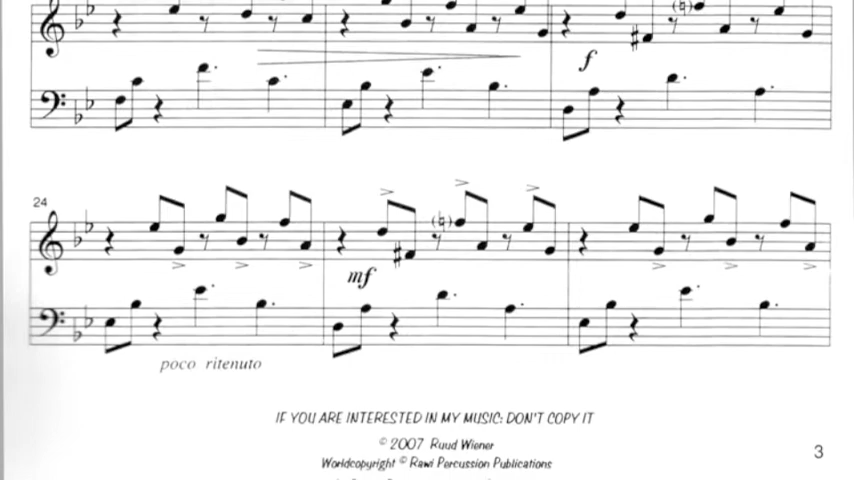 f
24
mf
poco ritenuto
IF YOU ARE INTERESTED IN MY MUSIC: DON'T COPY IT
© 2007 Ruud Wiener
Worldcopyright © Rawi Percussion Publications
3